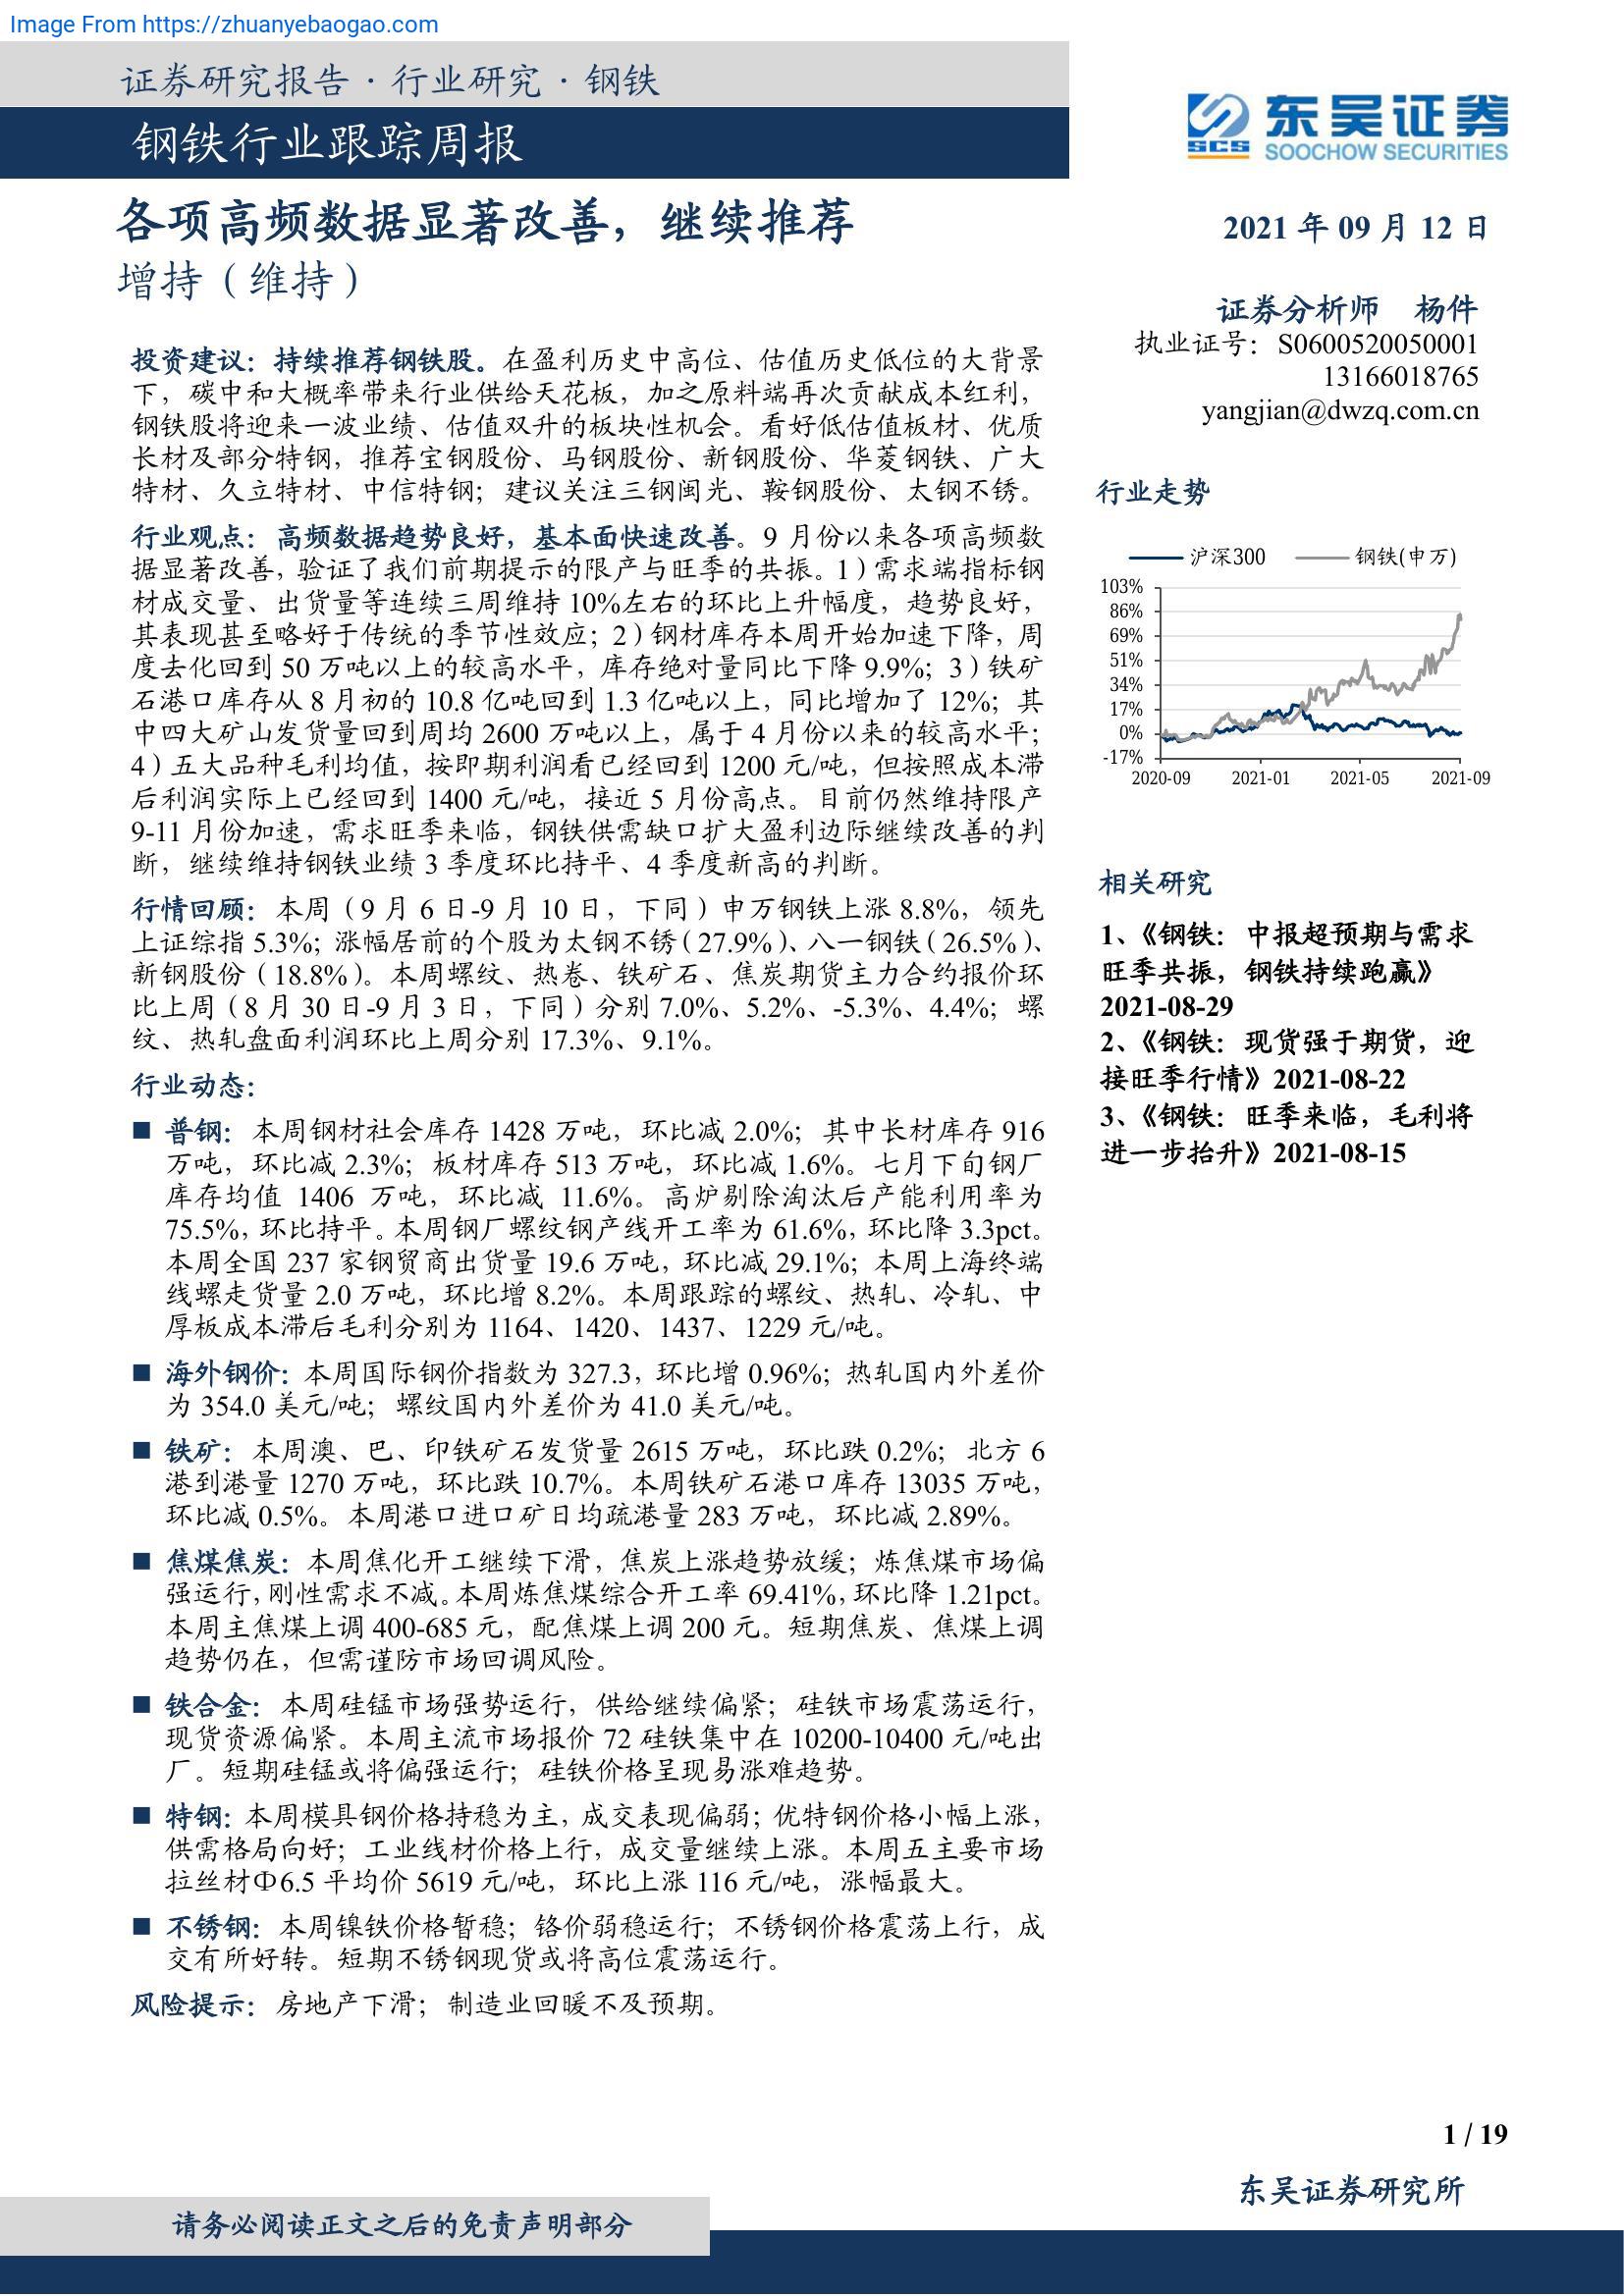 Image From https://zhuanyebaogao.com
证券研究报告·行业研究·钢铁
钢铁行业跟踪周报
东吴证券
SCS
SOOCHOW SECURITIES
各项高频数据显著改善，继续推荐
增持（维持）
投资建议：持续推荐钢铁股。在盈利历史中高位、估值历史低位的大背景
下，碳中和大概率带来行业供给天花板，加之原料端再次贡献成本红利，
钢铁股将迎来一波业绩、估值双升的板块性机会。看好低估值板材、优质
长材及部分特钢，推荐宝钢股份、马钢股份、新钢股份、华菱钢铁、广大
特材、久立特材、中信特钢；建议关注三钢闽光、鞍钢股份、太钢不锈。
行业观点：高频数据趋势良好，基本面快速改善。9 月份以来各项高频数
据显著改善，验证了我们前期提示的限产与旺季的共振。1）需求端指标钢
材成交量、出货量等连续三周维持 10%左右的环比上升幅度，趋势良好，
其表现甚至略好于传统的季节性效应；2）钢材库存本周开始加速下降，周
度去化回到 50 万吨以上的较高水平，库存绝对量同比下降 9.9%；3）铁矿
石港口库存从 8 月初的 10.8 亿吨回到 1.3 亿吨以上，同比增加了 12%；其
中四大矿山发货量回到周均 2600 万吨以上，属于 4 月份以来的较高水平；
4）五大品种毛利均值，按即期利润看已经回到 1200 元/吨，但按照成本滞
后利润实际上已经回到 1400 元/吨，接近 5 月份高点。目前仍然维持限产
9-11 月份加速，需求旺季来临，钢铁供需缺口扩大盈利边际继续改善的判
断，继续维持钢铁业绩 3 季度环比持平、4 季度新高的判断。
行情回顾：本周（9 月 6 日-9 月 10 日，下同）申万钢铁上涨 8.8%，领先
上证综指 5.3%；涨幅居前的个股为太钢不锈（27.9%）、八一钢铁（26.5%）、
新钢股份（18.8%）。本周螺纹、热卷、铁矿石、焦炭期货主力合约报价环
比上周（8 月 30 日-9 月 3 日，下同）分别 7.0%、5.2%、-5.3%、4.4%；螺
纹、热轧盘面利润环比上周分别 17.3%、9.1%。
行业动态：
■ 普钢：本周钢材社会库存 1428 万吨，环比减 2.0%；其中长材库存 916
万吨，环比减 2.3%；板材库存 513 万吨，环比减 1.6%。七月下旬钢厂
库存均值 1406 万吨，环比减 11.6%。高炉剔除淘汰后产能利用率为
75.5%，环比持平。本周钢厂螺纹钢产线开工率为 61.6%，环比降 3.3pct。
本周全国 237 家钢贸商出货量 19.6 万吨，环比减 29.1%；本周上海终端
线螺走货量 2.0 万吨，环比增 8.2%。本周跟踪的螺纹、热轧、冷轧、中
厚板成本滞后毛利分别为 1164、1420、1437、1229 元/吨。
■ 海外钢价：本周国际钢价指数为 327.3，环比增 0.96%；热轧国内外差价
为 354.0 美元/吨；螺纹国内外差价为 41.0 美元/吨。
■ 铁矿：本周澳、巴、印铁矿石发货量 2615 万吨，环比跌 0.2%；北方 6
港到港量 1270 万吨，环比跌 10.7%。本周铁矿石港口库存 13035 万吨，
环比减 0.5%。本周港口进口矿日均疏港量 283 万吨，环比减 2.89%。
■ 焦煤焦炭：本周焦化开工继续下滑，焦炭上涨趋势放缓；炼焦煤市场偏
强运行，刚性需求不减。本周炼焦煤综合开工率 69.41%，环比降 1.21pct。
本周主焦煤上调 400-685 元，配焦煤上调 200 元。短期焦炭、焦煤上调
趋势仍在，但需谨防市场回调风险。
■ 铁合金：本周硅锰市场强势运行，供给继续偏紧；硅铁市场震荡运行，
现货资源偏紧。本周主流市场报价 72 硅铁集中在 10200-10400 元/吨出
厂。短期硅锰或将偏强运行；硅铁价格呈现易涨难趋势。
■ 特钢：本周模具钢价格持稳为主，成交表现偏弱；优特钢价格小幅上涨，
供需格局向好；工业线材价格上行，成交量继续上涨。本周五主要市场
拉丝材Φ6.5 平均价 5619 元/吨，环比上涨 116 元/吨，涨幅最大。
■ 不锈钢：本周镍铁价格暂稳；铬价弱稳运行；不锈钢价格震荡上行，成
交有所好转。短期不锈钢现货或将高位震荡运行。
风险提示：房地产下滑；制造业回暖不及预期。
2021 年 09 月 12 日
证券分析师 杨件
执业证号：S0600520050001
13166018765
yangjian@dwzq.com.cn
行业走势
沪深300 钢铁(申万)
103%
86%
69%
51%
34%
17%
0%
-17%
2020-09 2021-01 2021-05 2021-09
相关研究
1、《钢铁：中报超预期与需求
旺季共振，钢铁持续跑赢》
2021-08-29
2、《钢铁：现货强于期货，迎
接旺季行情》2021-08-22
3、《钢铁：旺季来临，毛利将
进一步抬升》2021-08-15
1 / 19
东吴证券研究所
请务必阅读正文之后的免责声明部分